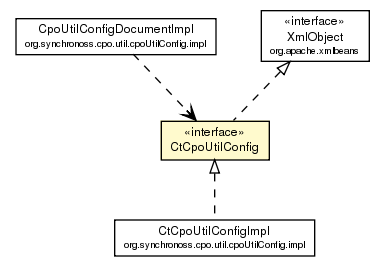 CpoUtilConfigDocumentImpl
org.synchronoss.cpo.util.cpoUtilConfig.impl
«interface»
XmlObject
org.apache.xmlbeans
«interface»
CtCpoUtilConfig
CtCpoUtilConfigImpl
org.synchronoss.cpo.util.cpoUtilConfig.impl